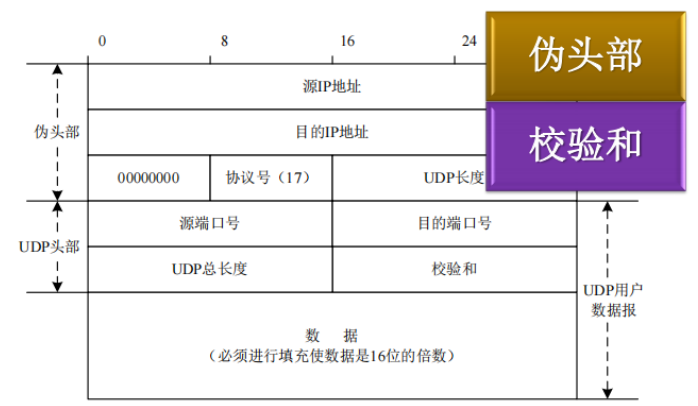 0 8 16 24
伪头部
校验和
源IP地址
目的IP地址
伪头部
00000000 协议号（17） UDP长度
源端口号 目的端口号
UDP头部
UDP总长度 校验和
UDP用户
数据报
数 据
（必须进行填充使数据是16位的倍数）